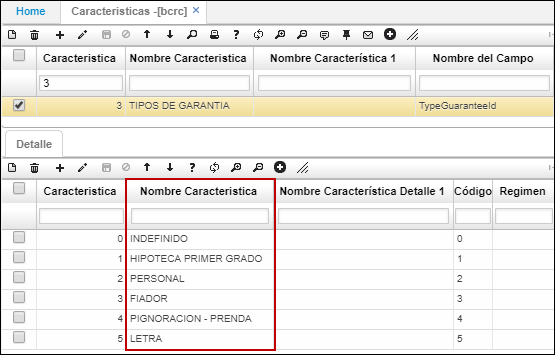 Home Caracteristicas -[bcrc] ×
Caracteristica Nombre Caracteristica Nombre Característica 1 Nombre del Campo
3
3 TIPOS DE GARANTIA TypeGuaranteeId
Detalle
Caracteristica Nombre Caracteristica Nombre Característica Detalle 1 Código Regimen
0 INDEFINIDO 0
1 HIPOTECA PRIMER GRADO 1
2 PERSONAL 2
3 FIADOR 3
4 PIGNORACION - PRENDA 4
5 LETRA 5